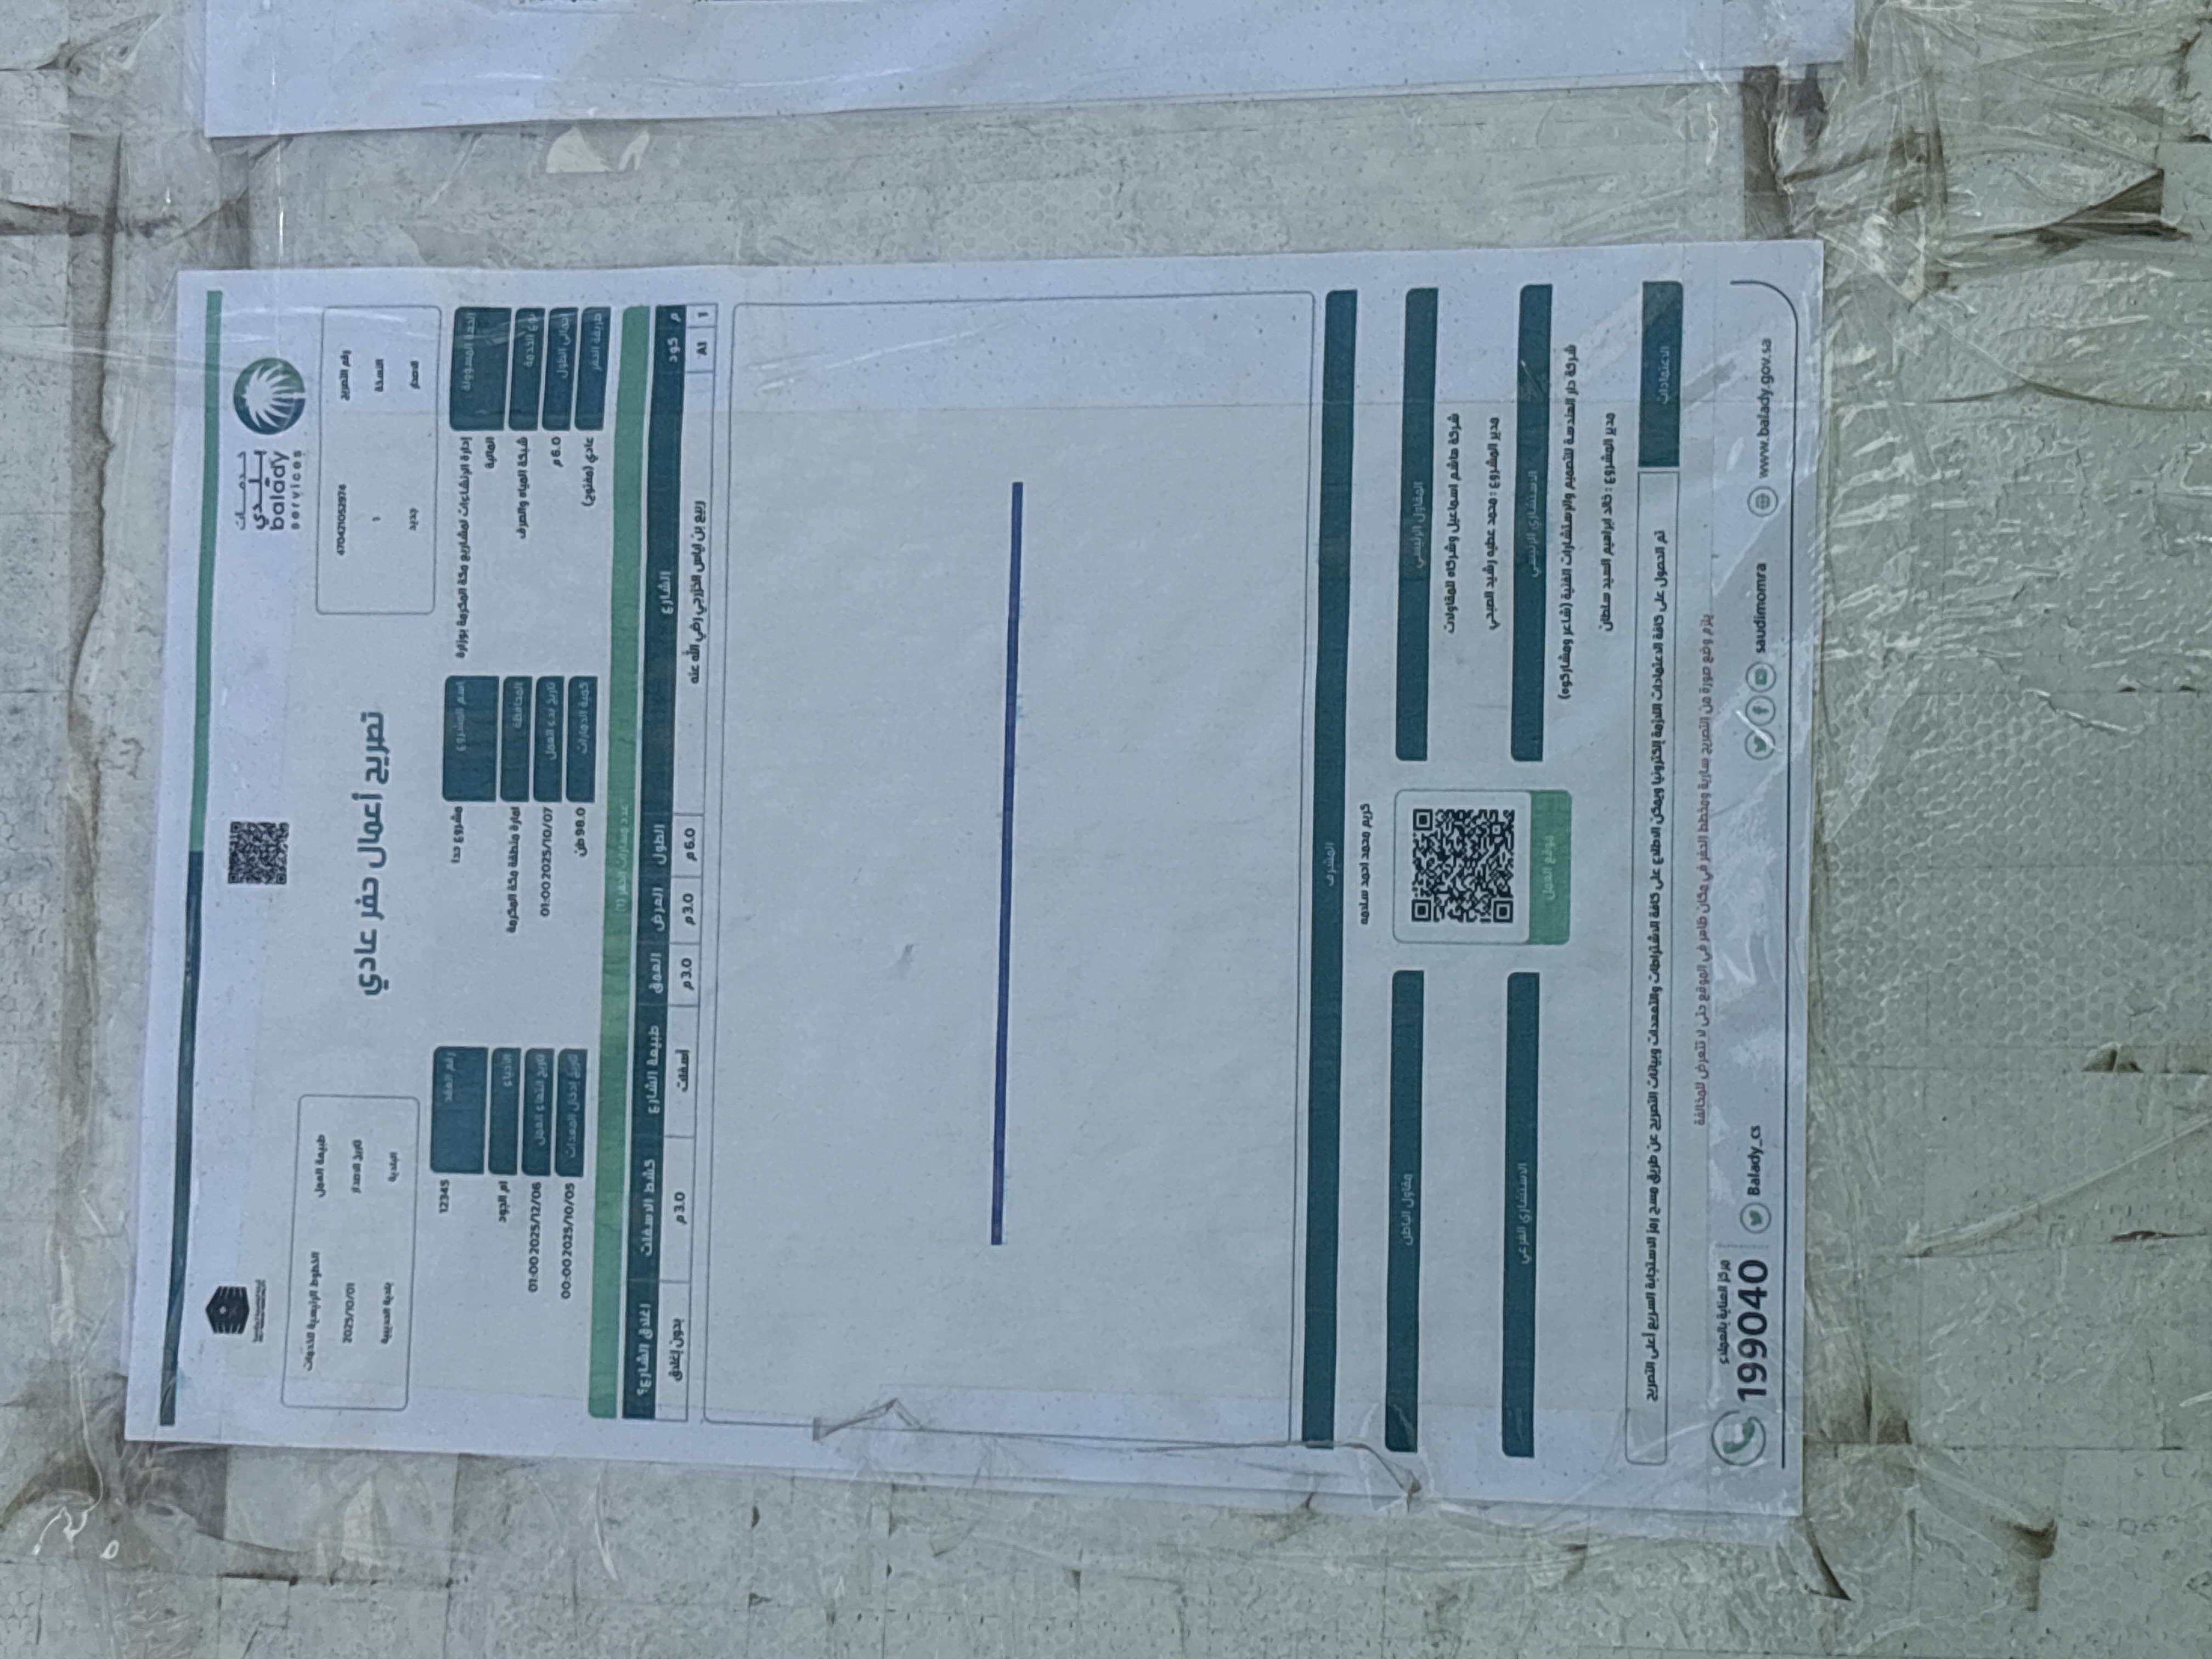 خدمات
بلدي
balady
services
رقم التصريح 470421052974
النسخة 1
الاصدار جديد
تصريح أعمال حفر عادي
طبيعة العمل الخطوط الرئيسية للخدمات
تاريخ الاصدار 2025/10/01
البلدية بلدية الحديبية
الجهة المسؤولة إدارة الإنشاءات لمشاريع مكة المكرمة بوزارة المالية
اسم المشروع مشروع حدا
رقم العقد 12345
نوع الخدمة شبكة المياه والصرف
المحافظة امارة منطقة مكة المكرمة
الأحياء ام الجود
إجمالي الطول 6.0 م
تاريخ بدء العمل 2025/10/07 01:00
تاريخ انتهاء العمل 2025/12/06 01:00
طريقة الحفر عادي (مفتوح)
كمية الدمارات 98.0 طن
تاريخ إدخال المعدات 2025/10/05 00:00
عدد مسارات الحفر (1)
م كود الشارع الطول العرض العمق طبيعة الشارع كشط الاسفلت اغلاق الشارع؟
1 A1 ربيع بن اياس الخزرجي رضي الله عنه 6.0 م 3.0 م 3.0 م أسفلت 3.0 م بدون إغلاق
المشرف
كريم محمد احمد سلامه
المقاول الرئيسي
شركة هاشم اسماعيل وشركاه للمقاولات
مدير المشروع : محمد عطيه رشيد الصبحي
مقاول الباطن
موقع العمل
الاستشاري الرئيسي
شركة دار الهندسة للتصميم والإستشارات الفنية (شاعر ومشاركوه)
مدير المشروع : خالد ابراهيم السيد سلطان
الاستشاري الفرعي
الاعتمادات
تم الحصول على كافة الاعتمادات اللازمة إلكترونيا ويمكن الاطلاع على كافة الاشتراطات والتعهدات وبيانات التصريح عن طريق مسح رمز الاستجابة السريع أعلى التصريح
يلزم وضع صورة من التصريح سارية ومخطط الحفر في مكان ظاهر في الموقع حتى لا تتعرض للمخالفة
www.balady.gov.sa
saudimomra
Balady_cs
مركز العناية بالعملاء
199040